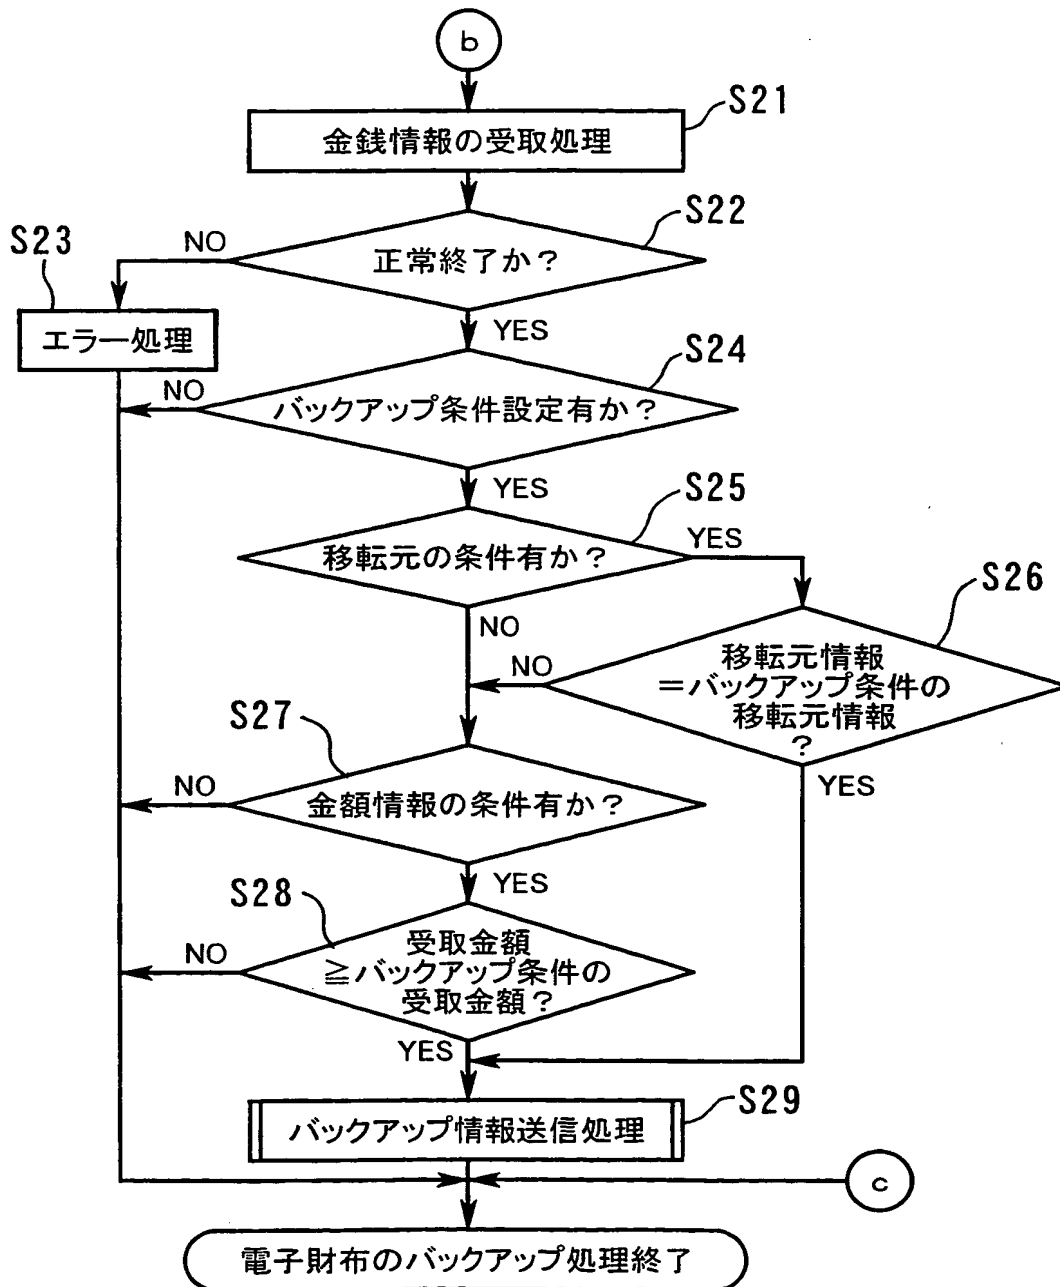 b
S21
金銭情報の受取処理
S22
正常終了か？
NO
S23
エラー処理
YES
S24
NO
バックアップ条件設定有か？
YES
S25
移転元の条件有か？
YES
S26
NO
NO
移転元情報
＝バックアップ条件の
移転元情報
？
YES
S27
NO
金額情報の条件有か？
YES
S28
NO
受取金額
≧バックアップ条件の
受取金額？
YES
S29
バックアップ情報送信処理
c
電子財布のバックアップ処理終了